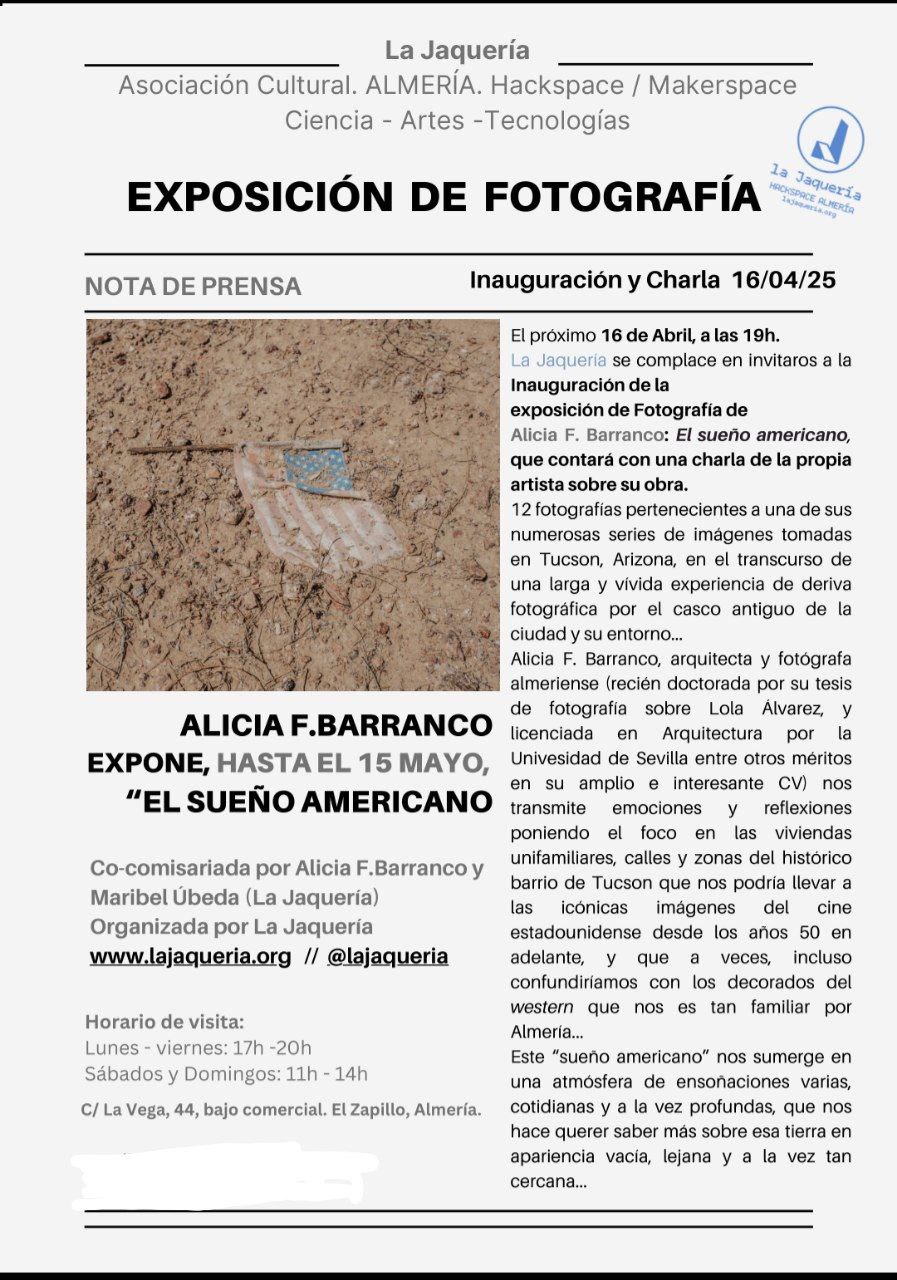 La Jaquería
Asociación Cultural. ALMERÍA. Hackspace / Makerspace
Ciencia - Artes -Tecnologías
la Jaquería
HACKSPACE ALMERÍA
lajaqueria.org
EXPOSICIÓN DE FOTOGRAFÍA
NOTA DE PRENSA
Inauguración y Charla 16/04/25
ALICIA F.BARRANCO
EXPONE, HASTA EL 15 MAYO,
“EL SUEÑO AMERICANO
Co-comisariada por Alicia F.Barranco y
Maribel Úbeda (La Jaquería)
Organizada por La Jaquería
www.lajaqueria.org // @lajaqueria
Horario de visita:
Lunes - viernes: 17h -20h
Sábados y Domingos: 11h - 14h
C/ La Vega, 44, bajo comercial. El Zapillo, Almería.
El próximo 16 de Abril, a las 19h.
La Jaquería se complace en invitaros a la
Inauguración de la
exposición de Fotografía de
Alicia F. Barranco: El sueño americano,
que contará con una charla de la propia
artista sobre su obra.
12 fotografías pertenecientes a una de sus
numerosas series de imágenes tomadas
en Tucson, Arizona, en el transcurso de
una larga y vívida experiencia de deriva
fotográfica por el casco antiguo de la
ciudad y su entorno...
Alicia F. Barranco, arquitecta y fotógrafa
almeriense (recién doctorada por su tesis
de fotografía sobre Lola Álvarez, y
licenciada en Arquitectura por la
Univesidad de Sevilla entre otros méritos
en su amplio e interesante CV) nos
transmite emociones y reflexiones
poniendo el foco en las viviendas
unifamiliares, calles y zonas del histórico
barrio de Tucson que nos podría llevar a
las icónicas imágenes del cine
estadounidense desde los años 50 en
adelante, y que a veces, incluso
confundiríamos con los decorados del
western que nos es tan familiar por
Almería...
Este “sueño americano” nos sumerge en
una atmósfera de ensoñaciones varias,
cotidianas y a la vez profundas, que nos
hace querer saber más sobre esa tierra en
apariencia vacía, lejana y a la vez tan
cercana...